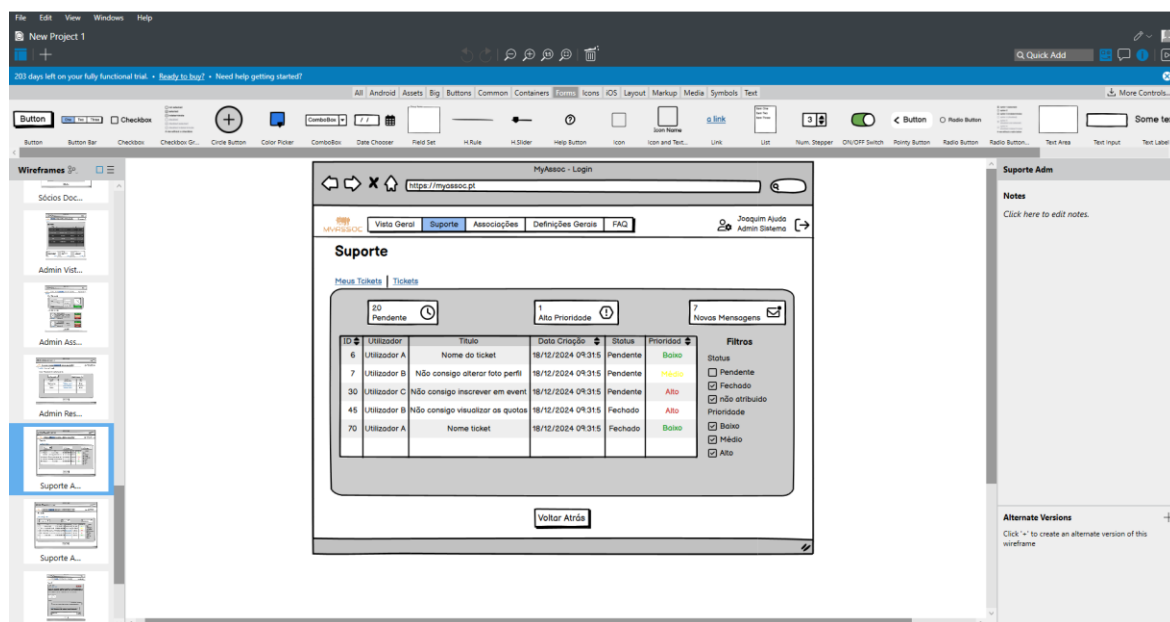 File Edit View Windows Help
New Project 1
Quick Add
203 days left on your fully functional trial. • Ready to buy? • Need help getting started?
All Android Assets Big Buttons Common Containers Forms Icons iOS Layout Markup Media Symbols Text
More Controls...
Button One Two Three Checkbox ComboBox / / a link 3 Button Radio Button Some te
Button Button Bar Checkbox Checkbox Gr... Circle Button Color Picker ComboBox Date Chooser Field Set H.Rule H.Slider Help Button Icon Icon and Text... Link List Num. Stepper ON/OFF Switch Pointy Button Radio Button Radio Button... Text Area Text Input Text Label
Icon Name
Wireframes
Sócios Doc...
Admin Vist...
Admin Ass...
Admin Res...
Suporte A...
Suporte A...
MyAssoc - Login
https://myassoc.pt
MYASSOC
Vista Geral Suporte Associações Definições Gerais FAQ
Joaquim Ajuda
Admin Sistema
Suporte
Meus Tcikets Tickets
20
Pendente
1
Alta Prioridade
7
Novas Mensagens
ID Utilizador Titulo Data Criação Status Prioridad
6 Utilizador A Nome do ticket 18/12/2024 09:31:5 Pendente Baixo
7 Utilizador B Não consigo alterar foto perfil 18/12/2024 09:31:5 Pendente Médio
30 Utilizador C Não consigo inscrever em event 18/12/2024 09:31:5 Pendente Alto
45 Utilizador B Não consigo visualizar as quotas 18/12/2024 09:31:5 Fechado Alto
70 Utilizador A Nome ticket 18/12/2024 09:31:5 Fechado Baixo
Filtros
Status
Pendente
Fechado
não atribuido
Prioridade
Baixo
Médio
Alto
Voltar Atrás
Suporte Adm
Notes
Click here to edit notes.
Alternate Versions
Click '+' to create an alternate version of this
wireframe